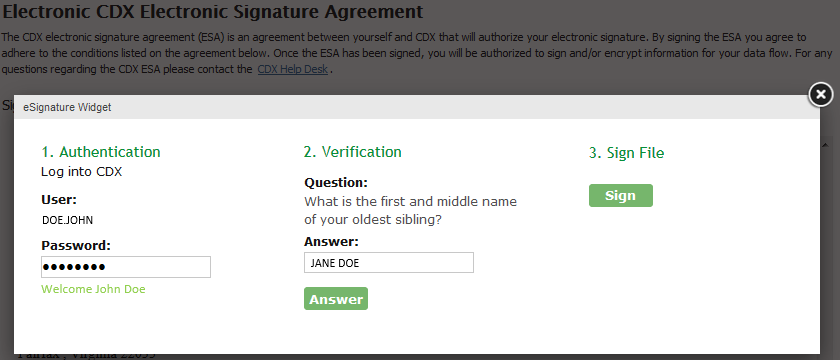 Electronic CDX Electronic Signature Agreement
The CDX electronic signature agreement (ESA) is an agreement between yourself and CDX that will authorize your electronic signature. By signing the ESA you agree to
adhere to the conditions listed on the agreement below. Once the ESA has been signed, you will be authorized to sign and/or encrypt information for your data flow. For any
questions regarding the CDX ESA please contact the CDX Help Desk.
eSignature Widget
1. Authentication
Log into CDX
User:
DOE.JOHN
Password:
Welcome John Doe
2. Verification
Question:
What is the first and middle name
of your oldest sibling?
Answer:
JANE DOE
Answer
3. Sign File
Sign